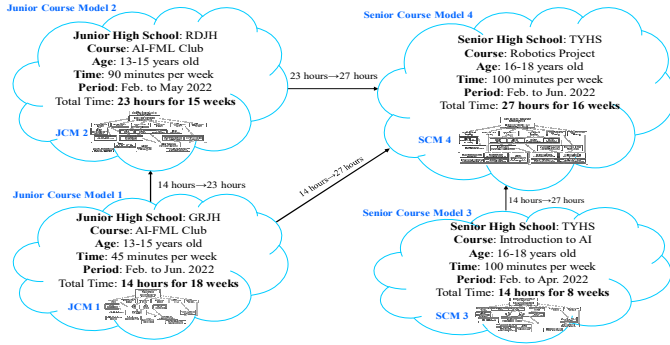 Junior Course Model 2
Junior High School: RDJH
Course: AI-FML Club
Age: 13-15 years old
Time: 90 minutes per week
Period: Feb. to May 2022
Total Time: 23 hours for 15 weeks
JCM 2
23 hours→27 hours
Senior Course Model 4
Senior High School: TYHS
Course: Robotics Project
Age: 16-18 years old
Time: 100 minutes per week
Period: Feb. to Jun. 2022
Total Time: 27 hours for 16 weeks
SCM 4
14 hours→23 hours
14 hours→27 hours
14 hours→27 hours
Junior Course Model 1
Junior High School: GRJH
Course: AI-FML Club
Age: 13-15 years old
Time: 45 minutes per week
Period: Feb. to Jun. 2022
Total Time: 14 hours for 18 weeks
JCM 1
Senior Course Model 3
Senior High School: TYHS
Course: Introduction to AI
Age: 16-18 years old
Time: 100 minutes per week
Period: Feb. to Apr. 2022
Total Time: 14 hours for 8 weeks
SCM 3